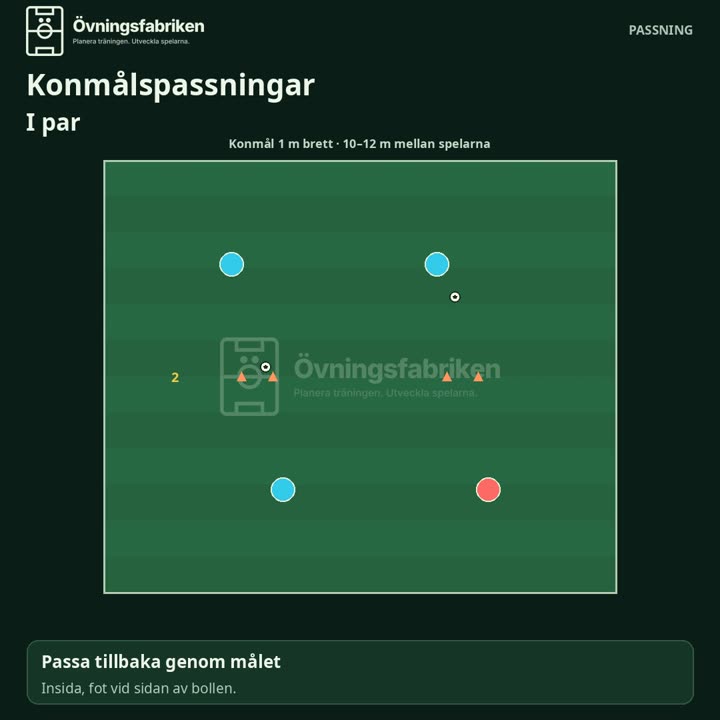 Övningsfabriken
Planera träningen. Utveckla spelarna.
PASSNING
Konmålspassningar
I par
Konmål 1 m brett · 10–12 m mellan spelarna
2
Övningsfabriken
Planera träningen. Utveckla spelarna.
Passa tillbaka genom målet
Insida, fot vid sidan av bollen.